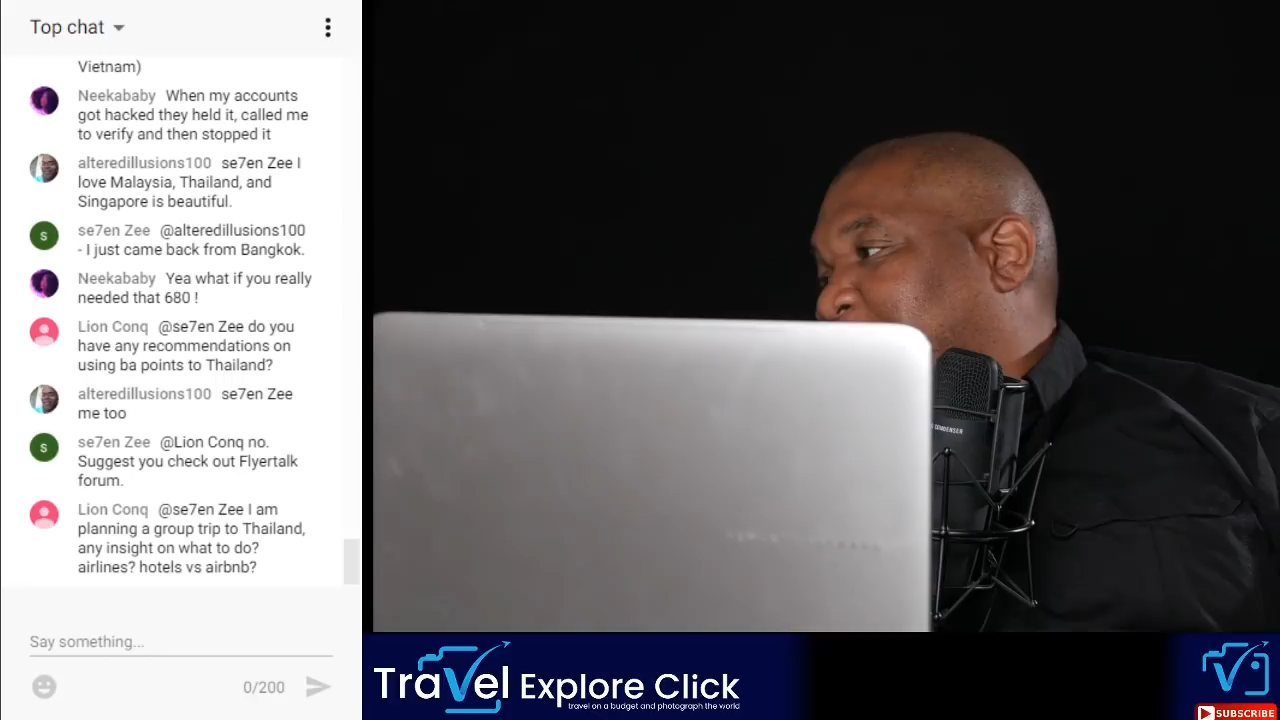 Top chat
Vietnam)
Neekababy When my accounts
got hacked they held it, called me
to verify and then stopped it
alteredillusions100 se7en Zee I
love Malaysia, Thailand, and
Singapore is beautiful.
s
se7en Zee @alteredillusions100
- I just came back from Bangkok.
Neekababy Yea what if you really
needed that 680 !
Lion Conq @se7en Zee do you
have any recommendations on
using ba points to Thailand?
alteredillusions100 se7en Zee
me too
s
se7en Zee @Lion Conq no.
Suggest you check out Flyertalk
forum.
Lion Conq @se7en Zee I am
planning a group trip to Thailand,
any insight on what to do?
airlines? hotels vs airbnb?
Say something...
0/200
CONDENSER
Travel Explore Click
travel on a budget and photograph the world
SUBSCRIBE